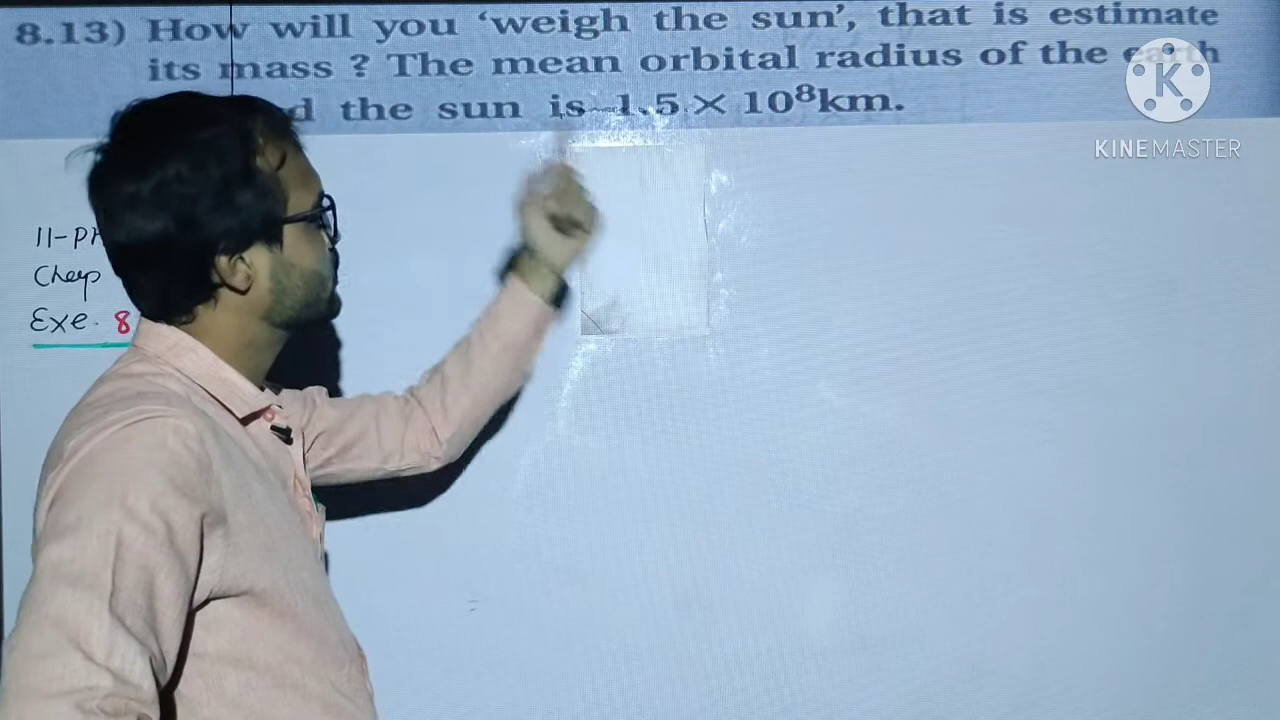 8.13) How will you ‘weigh the sun’, that is estimate
its mass ? The mean orbital radius of the earth
the sun is 1.5 × 10⁸km.
KINEMASTER
11-
Chap
Exe. 8